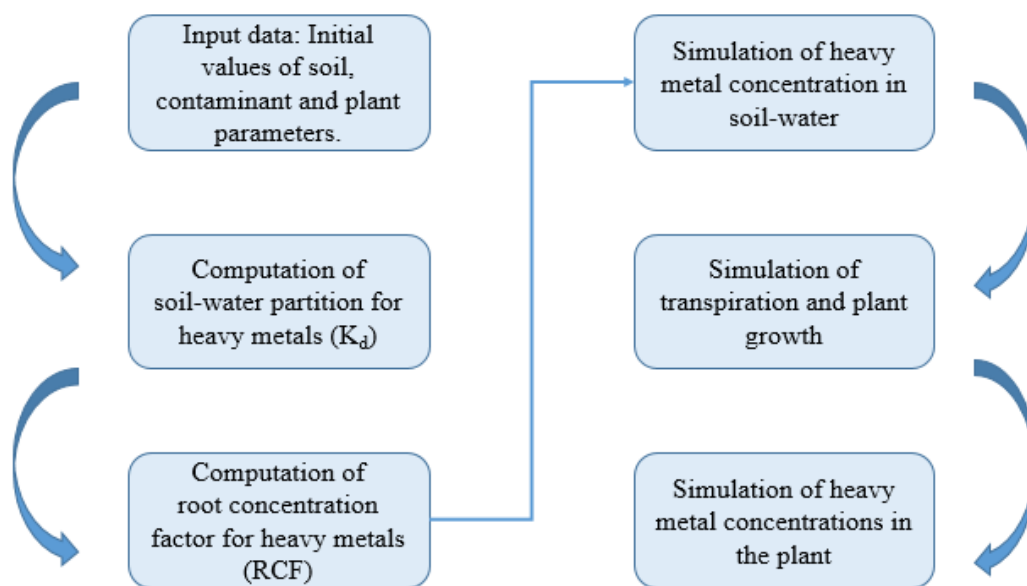 Input data: Initial
values of soil,
contaminant and plant
parameters.
Computation of
soil-water partition for
heavy metals (K_d)
Computation of
root concentration
factor for heavy metals
(RCF)
Simulation of heavy
metal concentration in
soil-water
Simulation of
transpiration and plant
growth
Simulation of heavy
metal concentrations in
the plant